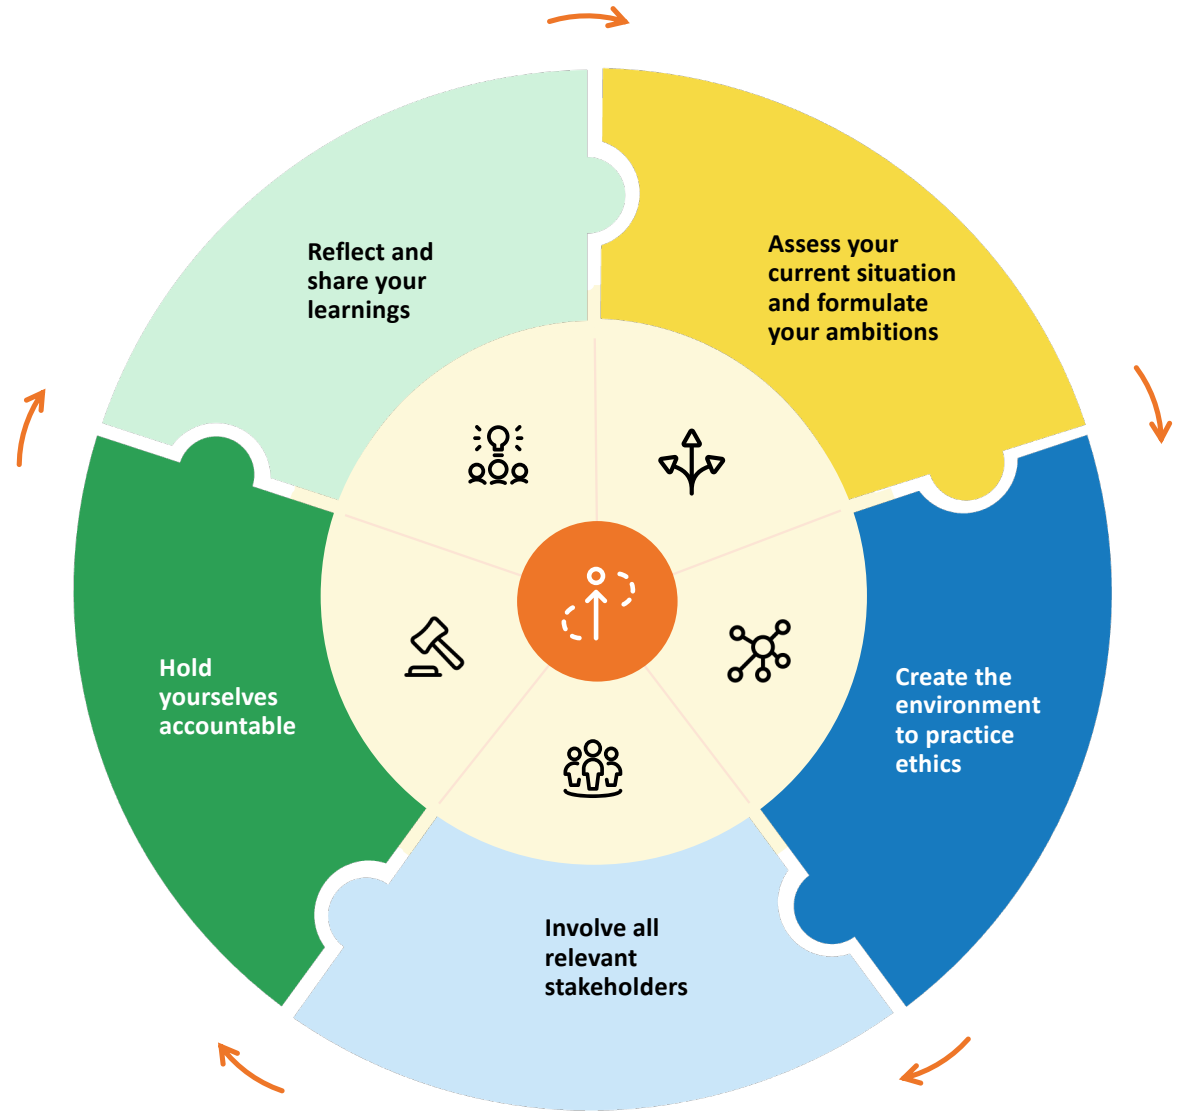 Reflect and
share your
learnings
Assess your
current situation
and formulate
your ambitions
Hold
yourselves
accountable
Create the
environment
to practice
ethics
Involve all
relevant
stakeholders